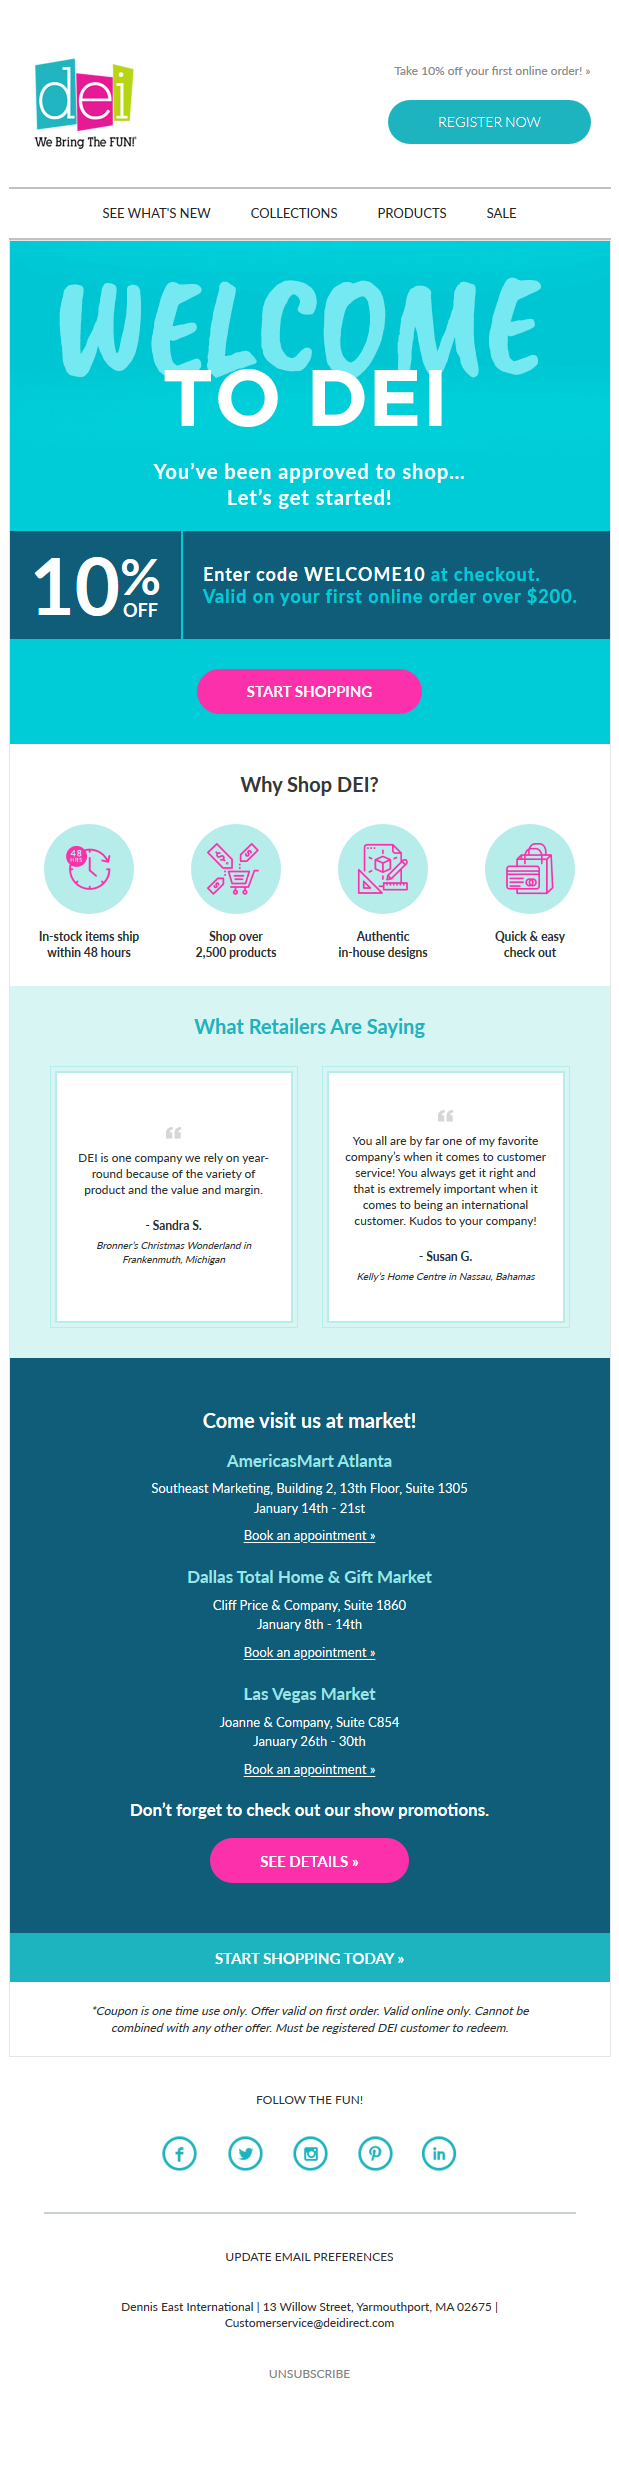 dei
We Bring The FUN!
Take 10% off your first online order! »
REGISTER NOW
SEE WHAT'S NEW
COLLECTIONS
PRODUCTS
SALE
WELCOME
TO DEI
You've been approved to shop...
Let's get started!
10% OFF
Enter code WELCOME10 at checkout.
Valid on your first online order over $200.
START SHOPPING
Why Shop DEI?
48
HRS
In-stock items ship
within 48 hours
Shop over
2,500 products
Authentic
in-house designs
Quick & easy
check out
What Retailers Are Saying
“
DEI is one company we rely on year-
round because of the variety of
product and the value and margin.
- Sandra S.
Bronner's Christmas Wonderland in
Frankenmuth, Michigan
“
You all are by far one of my favorite
company's when it comes to customer
service! You always get it right and
that is extremely important when it
comes to being an international
customer. Kudos to your company!
- Susan G.
Kelly's Home Centre in Nassau, Bahamas
Come visit us at market!
AmericasMart Atlanta
Southeast Marketing, Building 2, 13th Floor, Suite 1305
January 14th - 21st
Book an appointment »
Dallas Total Home & Gift Market
Cliff Price & Company, Suite 1860
January 8th - 14th
Book an appointment »
Las Vegas Market
Joanne & Company, Suite C854
January 26th - 30th
Book an appointment »
Don't forget to check out our show promotions.
SEE DETAILS »
START SHOPPING TODAY »
*Coupon is one time use only. Offer valid on first order. Valid online only. Cannot be
combined with any other offer. Must be registered DEI customer to redeem.
FOLLOW THE FUN!
UPDATE EMAIL PREFERENCES
Dennis East International | 13 Willow Street, Yarmouthport, MA 02675 |
Customerservice@deidirect.com
UNSUBSCRIBE